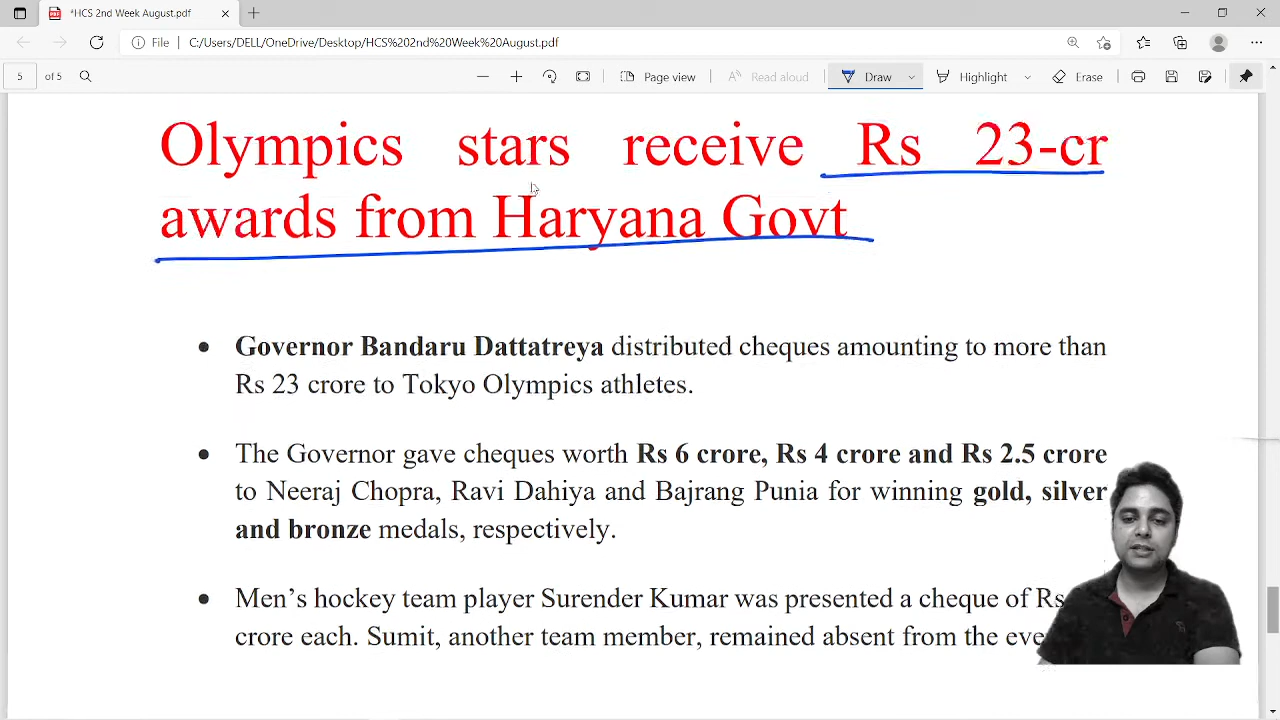 *HCS 2nd Week August.pdf
File C:/Users/DELL/OneDrive/Desktop/HCS%202nd%20Week%20August.pdf
5 of 5 Page view Read aloud Draw Highlight Erase
Olympics stars receive Rs 23-cr
awards from Haryana Govt
• Governor Bandaru Dattatreya distributed cheques amounting to more than
Rs 23 crore to Tokyo Olympics athletes.
• The Governor gave cheques worth Rs 6 crore, Rs 4 crore and Rs 2.5 crore
to Neeraj Chopra, Ravi Dahiya and Bajrang Punia for winning gold, silver
and bronze medals, respectively.
• Men’s hockey team player Surender Kumar was presented a cheque of Rs
crore each. Sumit, another team member, remained absent from the